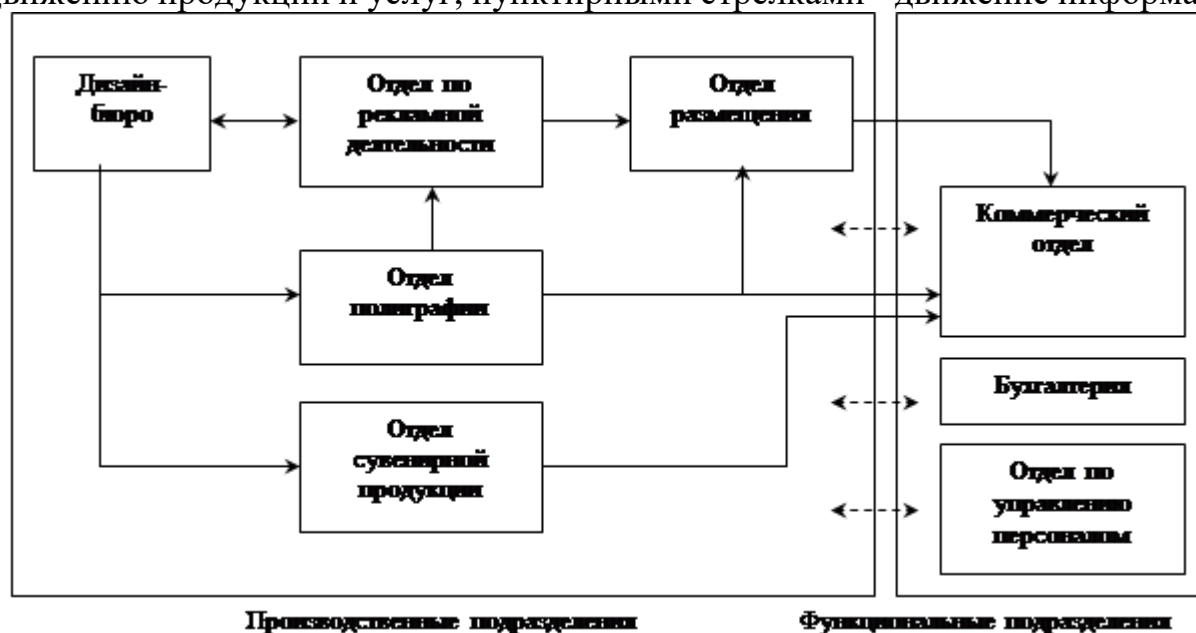 движению продукции и услуг, пунктирными стрелками - движение информа
Дизайн-
бюро
Отдел по
рекламной
деятельности
Отдел
размещения
Коммерческий
отдел
Отдел
полиграфии
Бухгалтерия
Отдел
сувенирной
продукции
Отдел по
управлению
персоналом
Производственные подразделения
Функциональные подразделения